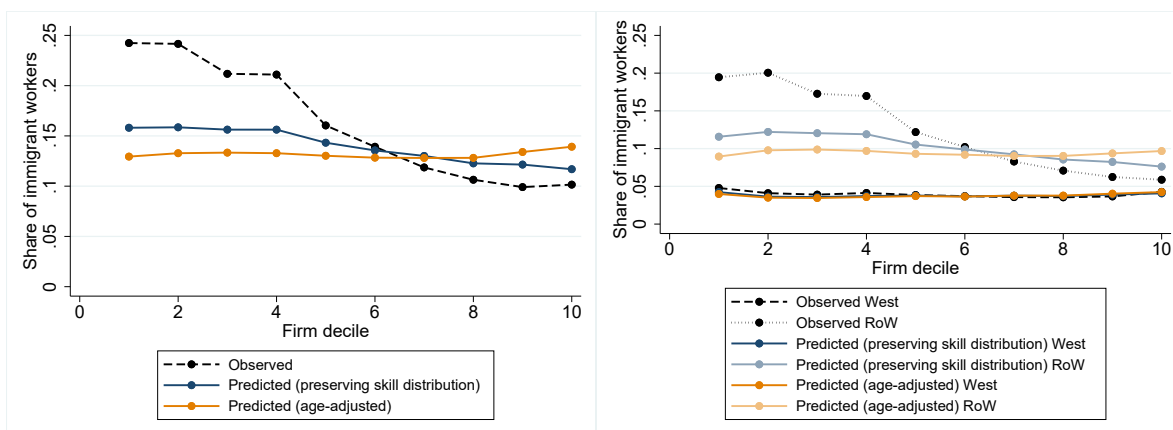 Share of immigrant workers
.25
.2
.15
.1
.05
0
0 2 4 6 8 10
Firm decile
Observed
Predicted (preserving skill distribution)
Predicted (age-adjusted)
Share of immigrant workers
.25
.2
.15
.1
.05
0
0 2 4 6 8 10
Firm decile
Observed West
Observed RoW
Predicted (preserving skill distribution) West
Predicted (preserving skill distribution) RoW
Predicted (age-adjusted) West
Predicted (age-adjusted) RoW